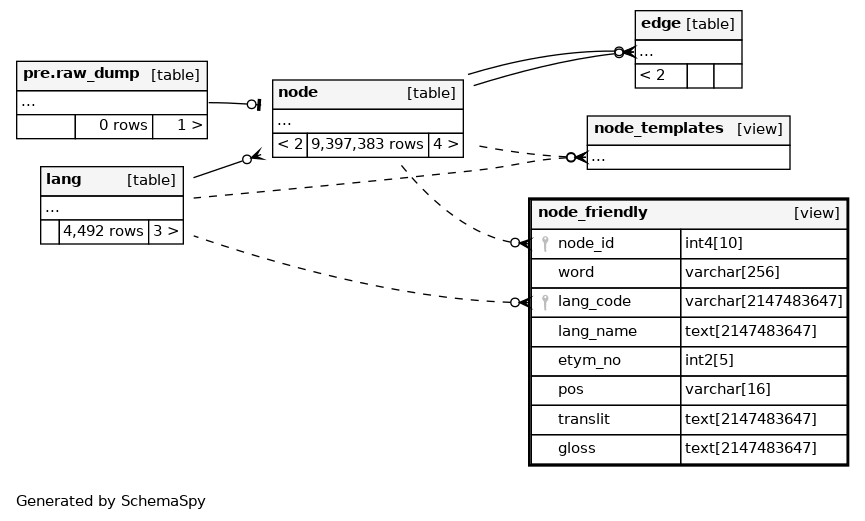 edge [table]
...
< 2
pre.raw_dump [table]
...
0 rows 1 >
node [table]
...
< 2 9,397,383 rows 4 >
node_templates [view]
...
lang [table]
...
4,492 rows 3 >
node_friendly [view]
node_id int4[10]
word varchar[256]
lang_code varchar[2147483647]
lang_name text[2147483647]
etym_no int2[5]
pos varchar[16]
translit text[2147483647]
gloss text[2147483647]
Generated by SchemaSpy